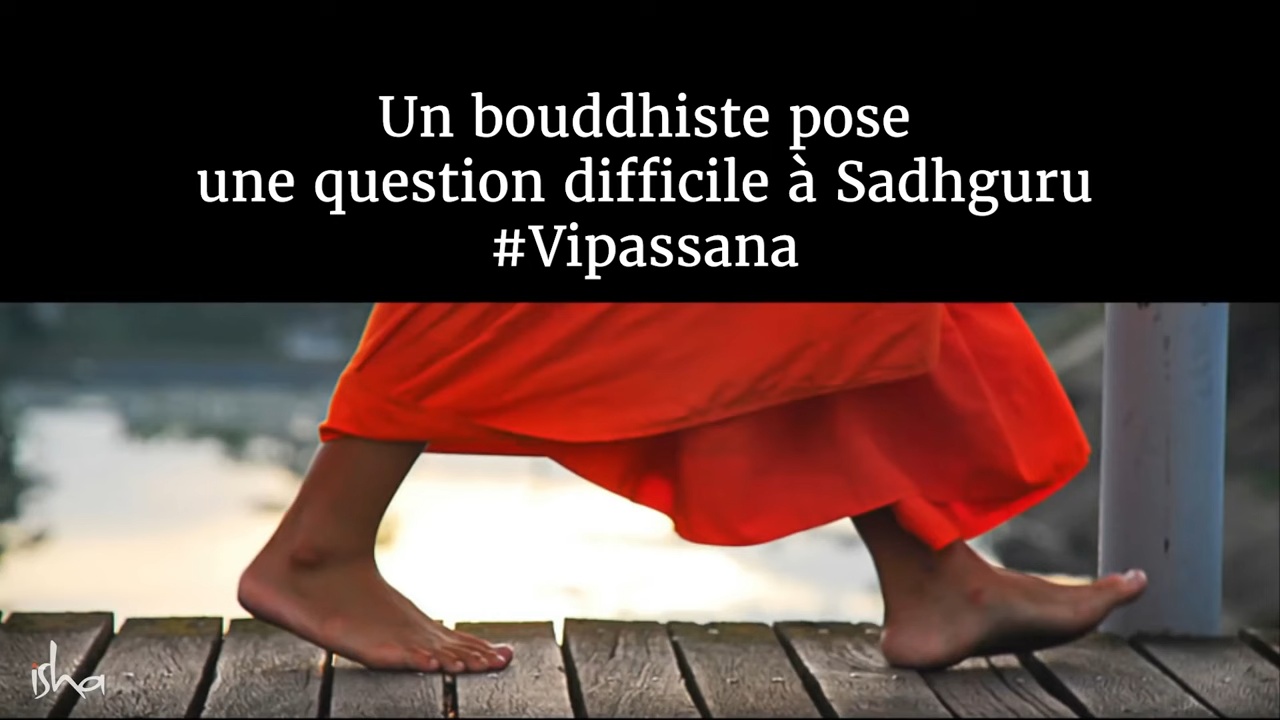 Un bouddhiste pose
une question difficile à Sadhguru
#Vipassana
isha